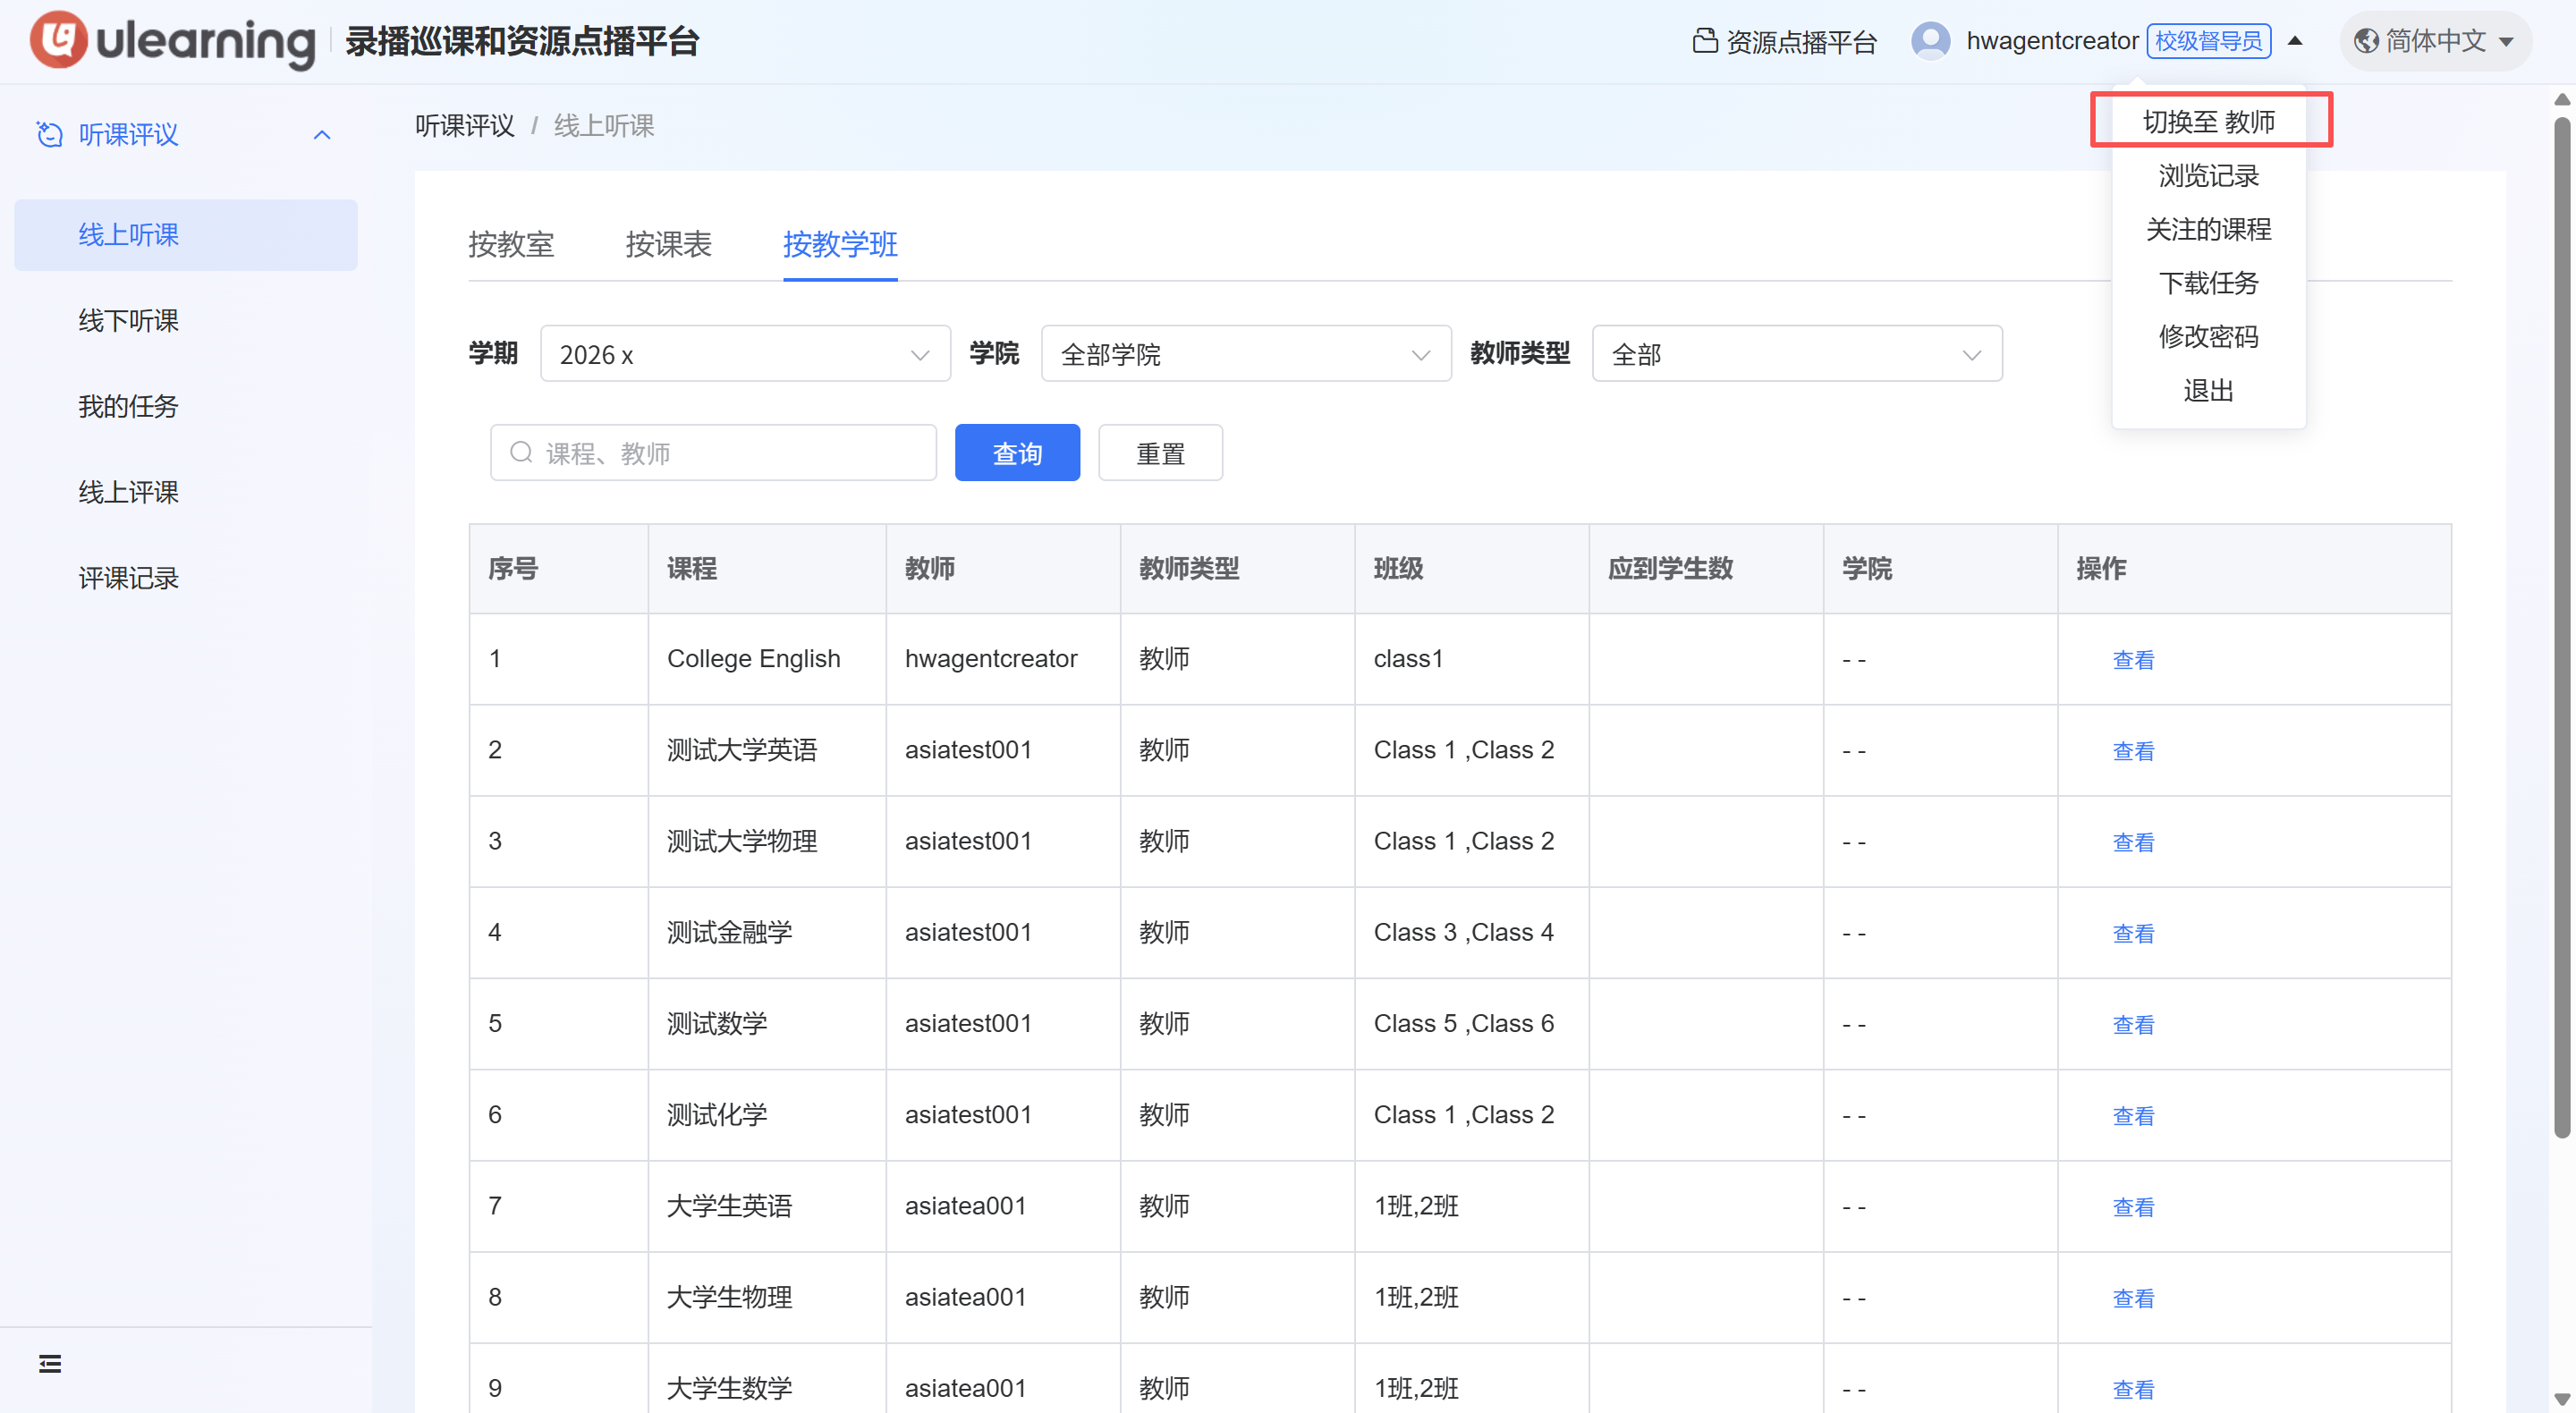 ulearning 录播巡课和资源点播平台 资源点播平台 hwagentcreator 校级督导员 简体中文
听课评议
线上听课
线下听课
我的任务
线上评课
评课记录
听课评议 / 线上听课
切换至 教师
浏览记录
关注的课程
下载任务
修改密码
退出
按教室 按课表 按教学班
学期 2026 x 学院 全部学院 教师类型 全部
课程、教师 查询 重置
序号 课程 教师 教师类型 班级 应到学生数 学院 操作
1 College English hwagentcreator 教师 class1 - - 查看
2 测试大学英语 asiatest001 教师 Class 1 ,Class 2 - - 查看
3 测试大学物理 asiatest001 教师 Class 1 ,Class 2 - - 查看
4 测试金融学 asiatest001 教师 Class 3 ,Class 4 - - 查看
5 测试数学 asiatest001 教师 Class 5 ,Class 6 - - 查看
6 测试化学 asiatest001 教师 Class 1 ,Class 2 - - 查看
7 大学生英语 asiatea001 教师 1班,2班 - - 查看
8 大学生物理 asiatea001 教师 1班,2班 - - 查看
9 大学生数学 asiatea001 教师 1班,2班 - - 查看